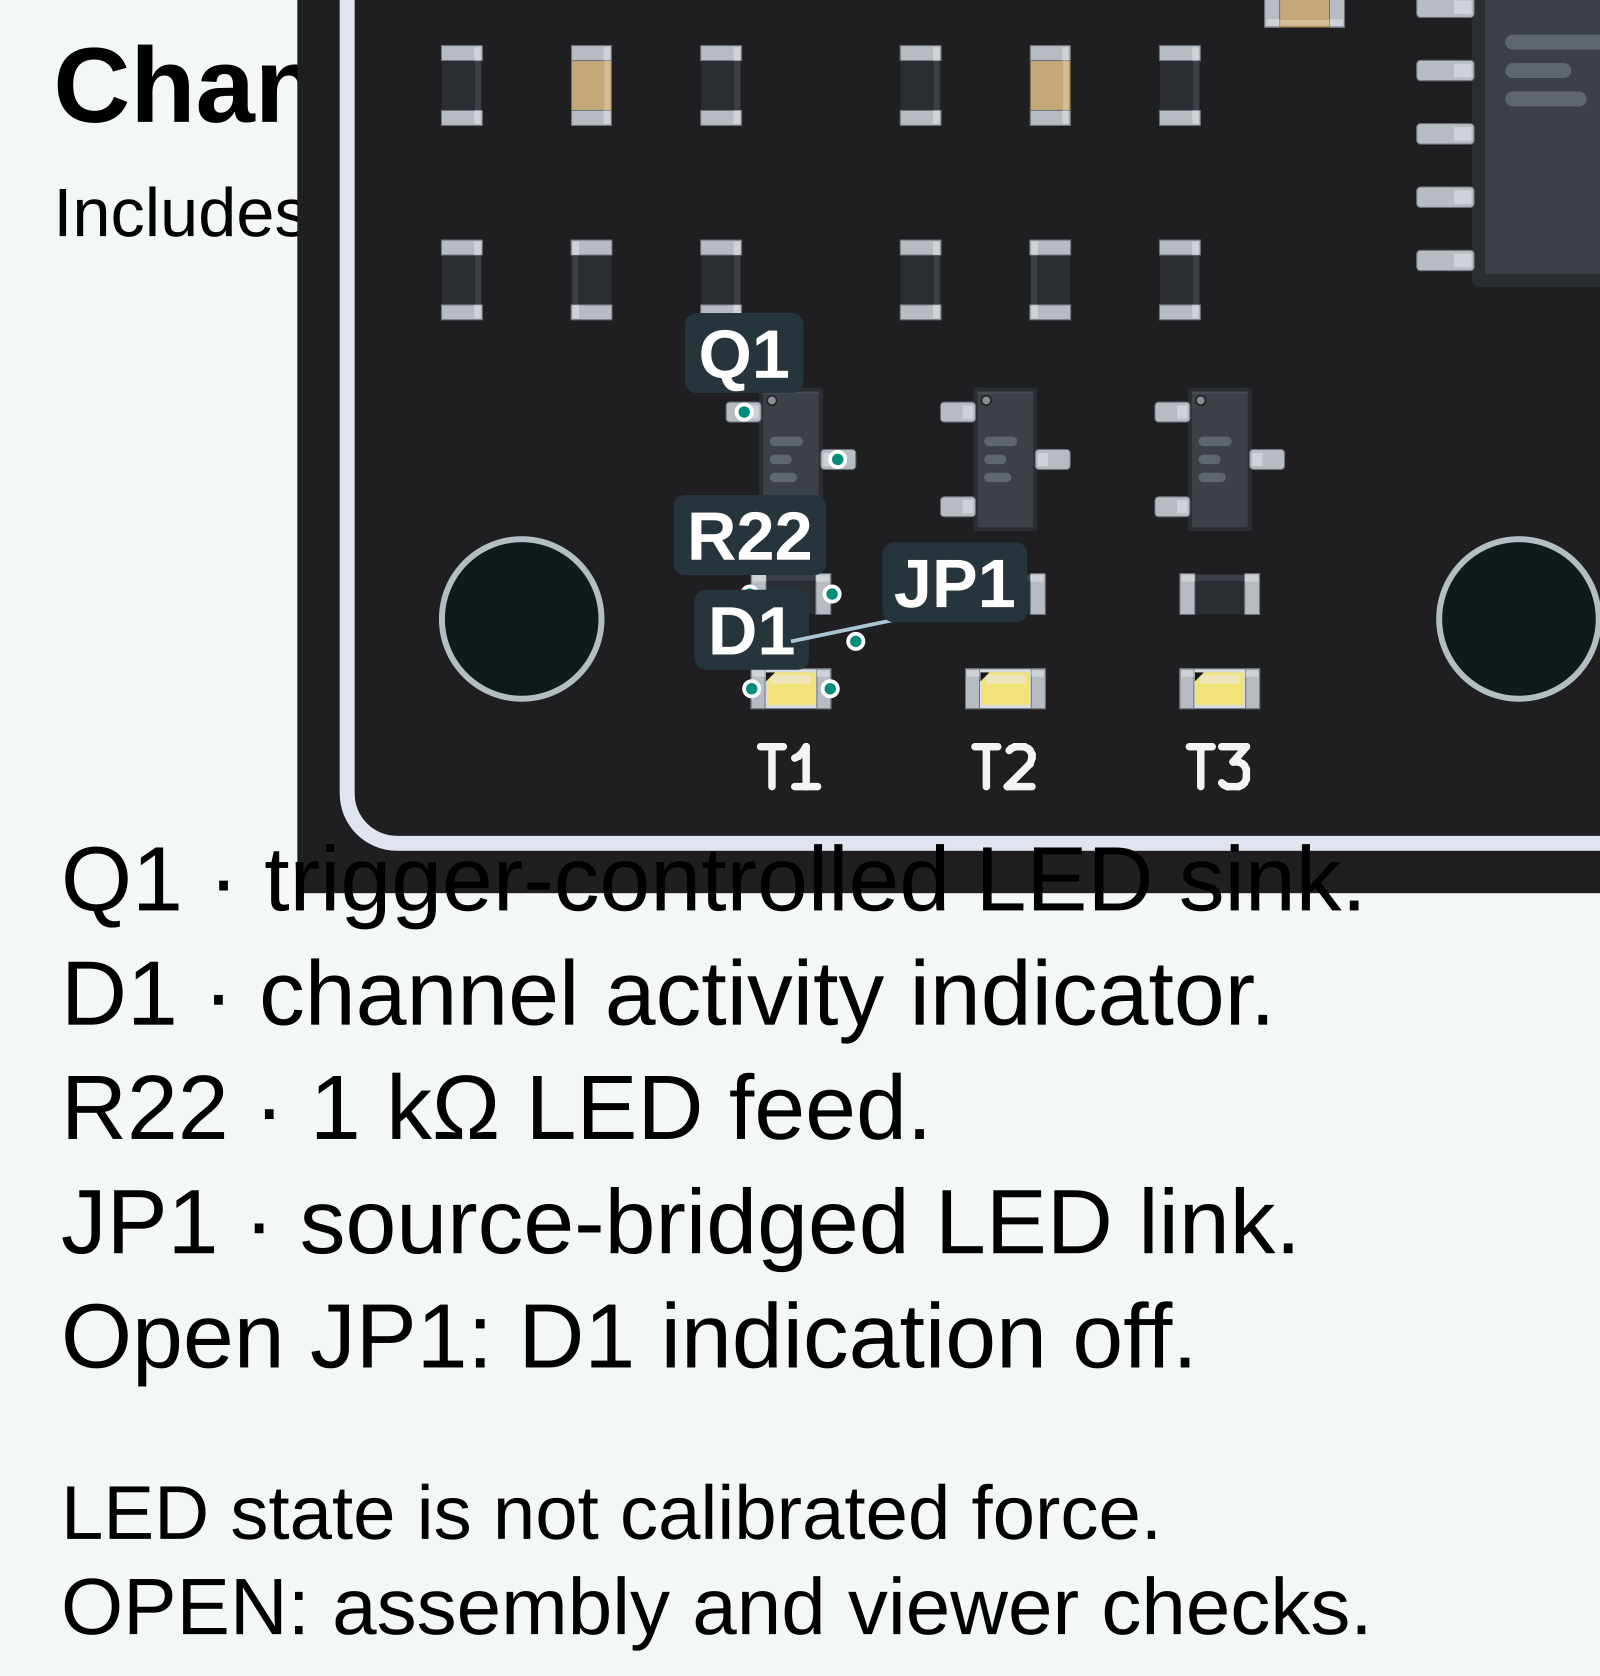 Chan
Includes
Q1
R22
JP1
D1
T1 T2 T3
Q1 · trigger-controlled LED sink.
D1 · channel activity indicator.
R22 · 1 kΩ LED feed.
JP1 · source-bridged LED link.
Open JP1: D1 indication off.
LED state is not calibrated force.
OPEN: assembly and viewer checks.